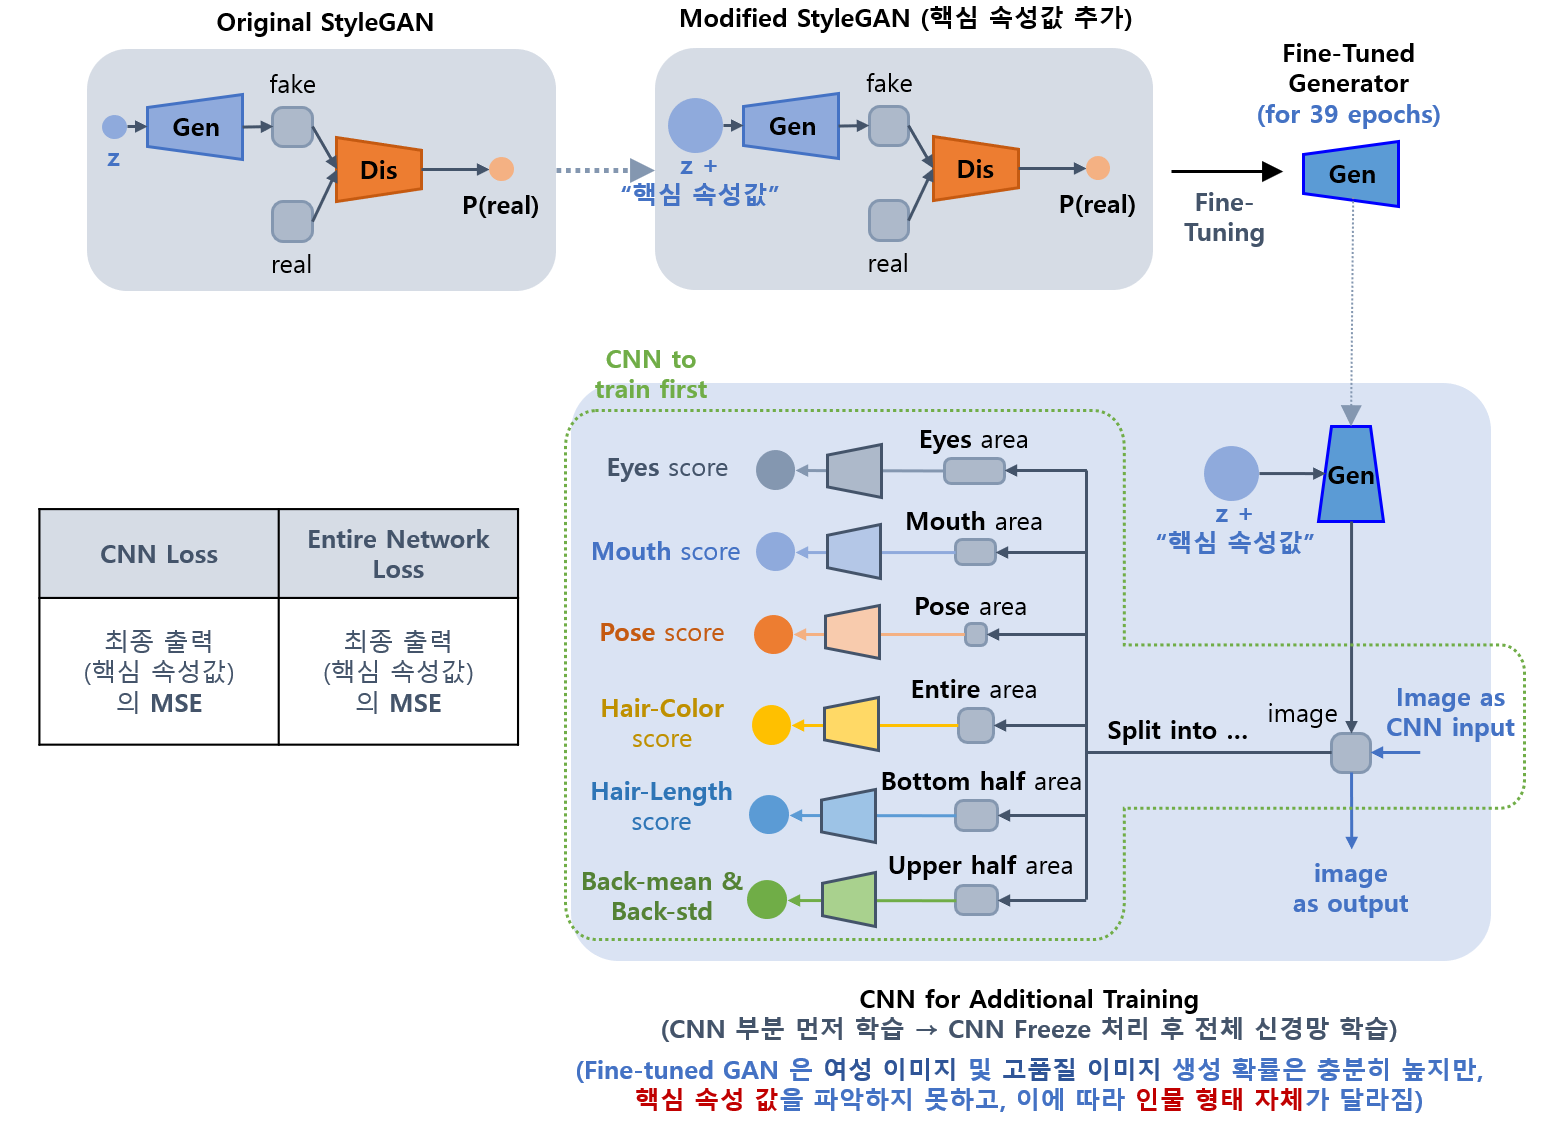 Original StyleGAN
fake
Gen
z
Dis
P(real)
real
Modified StyleGAN (핵심 속성값 추가)
fake
Gen
z +
“핵심 속성값”
Dis
P(real)
real
Fine-
Tuning
Fine-Tuned
Generator
(for 39 epochs)
Gen
CNN to
train first
Eyes score
Eyes area
Mouth score
Mouth area
Pose score
Pose area
Hair-Color
score
Entire area
Hair-Length
score
Bottom half area
Back-mean &
Back-std
Upper half area
Gen
z +
“핵심 속성값”
Split into ...
image
Image as
CNN input
image
as output
CNN Loss
Entire Network
Loss
최종 출력
(핵심 속성값)
의 MSE
최종 출력
(핵심 속성값)
의 MSE
CNN for Additional Training
(CNN 부분 먼저 학습 → CNN Freeze 처리 후 전체 신경망 학습)
(Fine-tuned GAN 은 여성 이미지 및 고품질 이미지 생성 확률은 충분히 높지만,
핵심 속성 값을 파악하지 못하고, 이에 따라 인물 형태 자체가 달라짐)